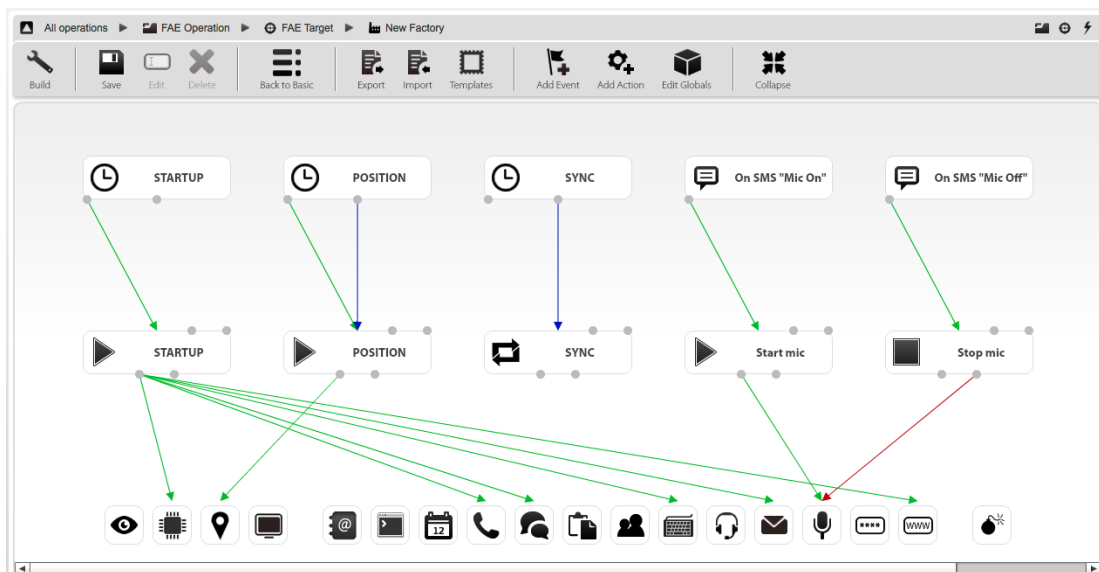 All operations FAE Operation FAE Target New Factory
Build Save Edit Delete Back to Basic Export Import Templates Add Event Add Action Edit Globals Collapse
STARTUP POSITION SYNC On SMS "Mic On" On SMS "Mic Off"
STARTUP POSITION SYNC Start mic Stop mic
@ 12 **** WWW